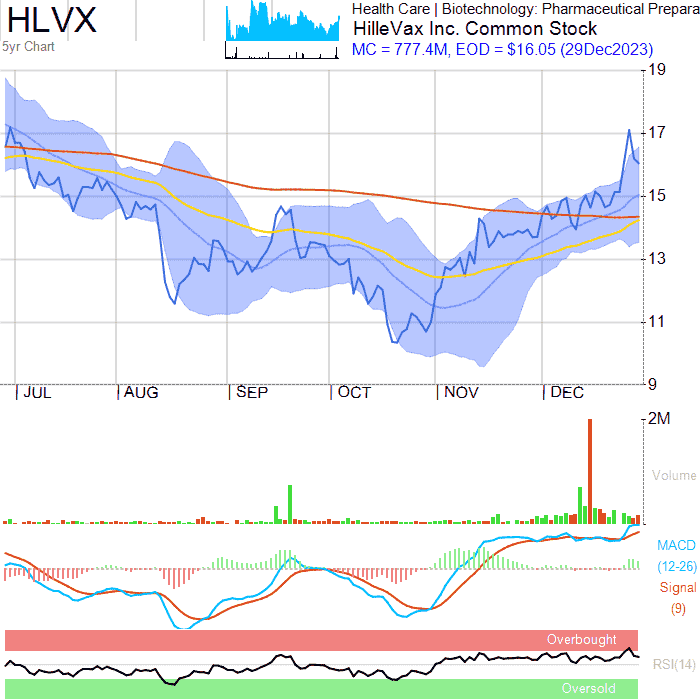 HLVX
5yr Chart
Health Care | Biotechnology: Pharmaceutical Prepara
HilleVax Inc. Common Stock
MC = 777.4M, EOD = $16.05 (29Dec2023)
19
17
15
13
11
9
JUL AUG SEP OCT NOV DEC
2M
Volume
MACD
(12-26)
Signal
(9)
Overbought
RSI(14)
Oversold